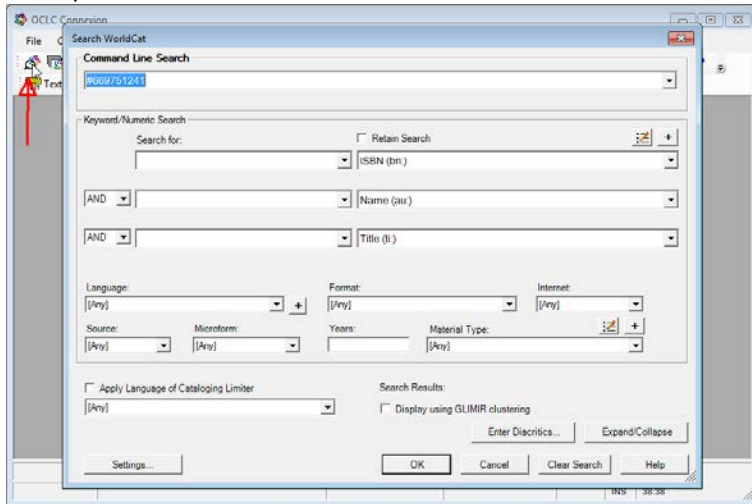 OCLC Connexion
File
Search WorldCat
Command Line Search
#669751241
Text
Keyword/Numeric Search
Search for:
Retain Search
ISBN (bn:)
AND
Name (au:)
AND
Title (ti:)
Language:
Format:
Internet:
[Any]
[Any]
[Any]
Source:
Microform:
Years:
Material Type:
[Any]
[Any]
[Any]
Apply Language of Cataloging Limiter
Search Results:
[Any]
Display using GLIMIR clustering
Enter Diacritics...
Expand/Collapse
Settings...
OK
Cancel
Clear Search
Help
INS
38.38